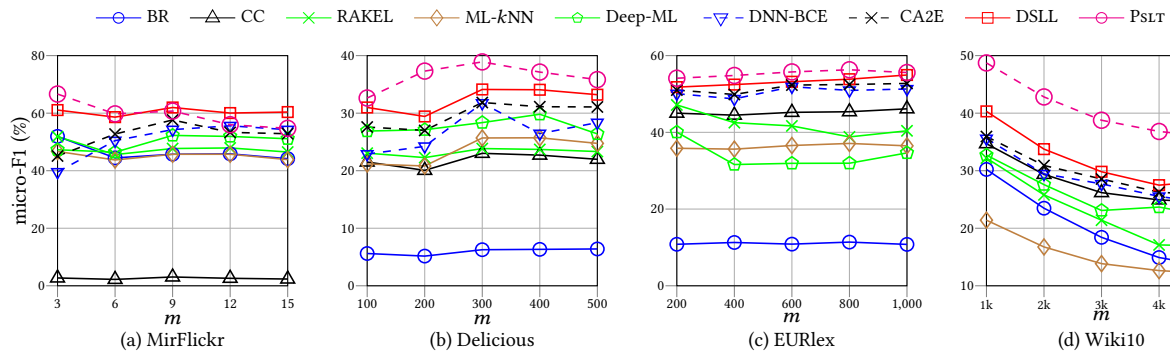 BR CC RAKEL ML-kNN Deep-ML DNN-BCE CA2E DSLL PSLT
micro-F1 (%)
80
60
40
20
0
3 6 9 12 15
m
(a) MirFlickr
40
30
20
10
0
100 200 300 400 500
m
(b) Delicious
60
40
20
0
200 400 600 800 1,000
m
(c) EURlex
50
40
30
20
10
1k 2k 3k 4k
m
(d) Wiki10